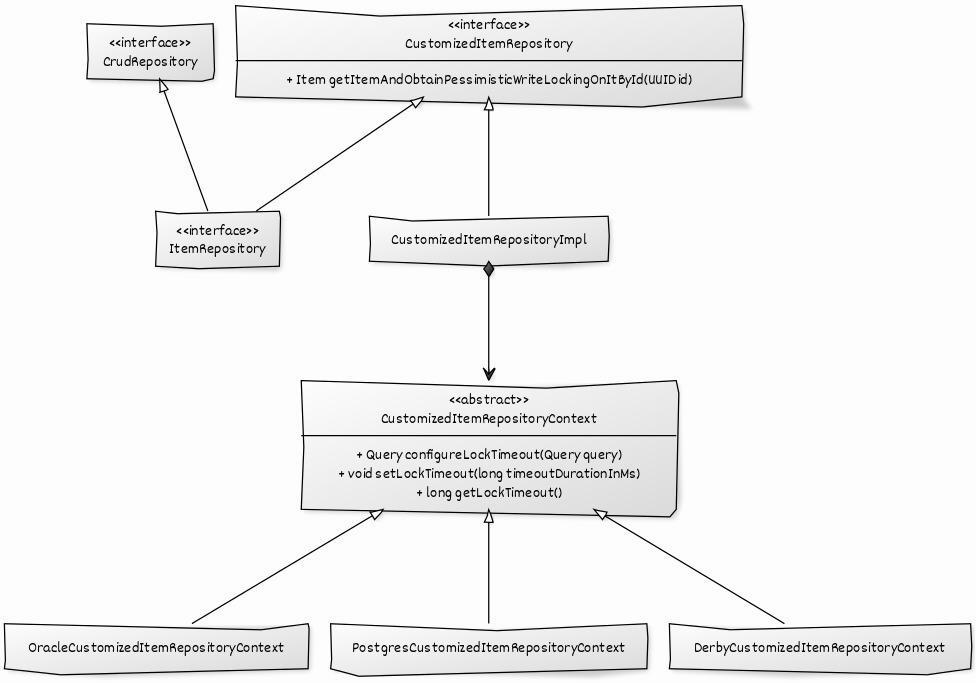 <<interface>>
CrudRepository
<<interface>>
CustomizedItemRepository
+ Item getItemAndObtainPessimisticWriteLockingOnItById(UUID id)
<<interface>>
ItemRepository
CustomizedItemRepositoryImpl
<<abstract>>
CustomizedItemRepositoryContext
+ Query configureLockTimeout(Query query)
+ void setLockTimeout(long timeoutDurationInMs)
+ long getLockTimeout()
OracleCustomizedItemRepositoryContext
PostgresCustomizedItemRepositoryContext
DerbyCustomizedItemRepositoryContext